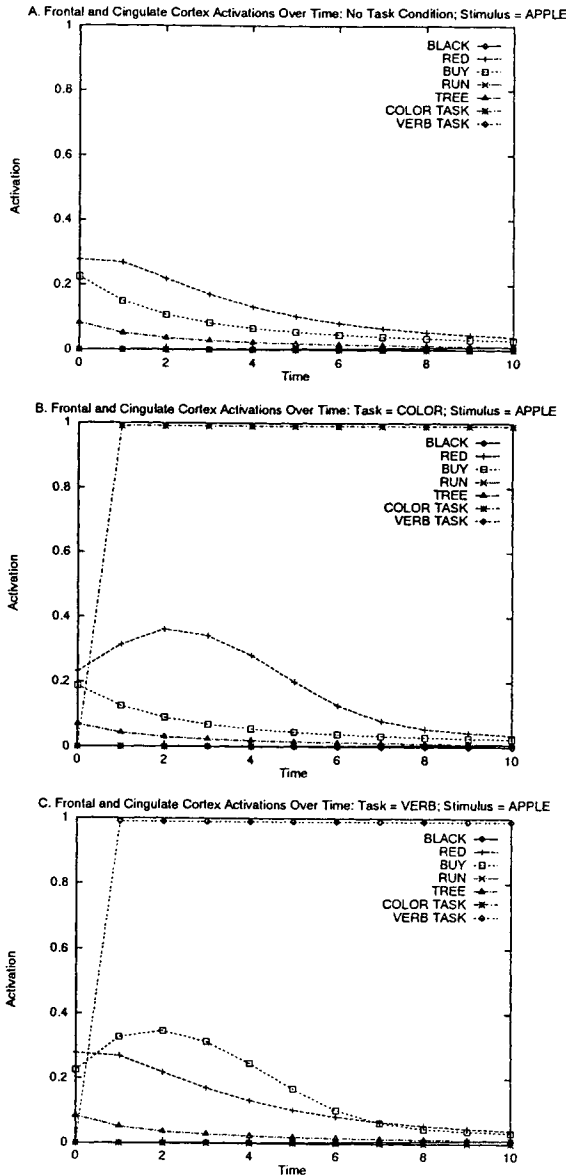 A. Frontal and Cingulate Cortex Activations Over Time: No Task Condition; Stimulus = APPLE
1
0.8
0.6
0.4
0.2
0
Activation
BLACK
RED
BUY
RUN
TREE
COLOR TASK
VERB TASK
0 2 4 6 8 10
Time
B. Frontal and Cingulate Cortex Activations Over Time: Task = COLOR; Stimulus = APPLE
1
0.8
0.6
0.4
0.2
0
Activation
BLACK
RED
BUY
RUN
TREE
COLOR TASK
VERB TASK
0 2 4 6 8 10
Time
C. Frontal and Cingulate Cortex Activations Over Time: Task = VERB; Stimulus = APPLE
1
0.8
0.6
0.4
0.2
0
Activation
BLACK
RED
BUY
RUN
TREE
COLOR TASK
VERB TASK
0 2 4 6 8 10
Time